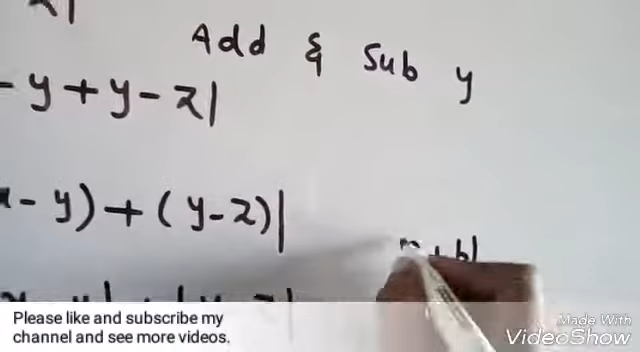 Add & Sub y
- y + y - z|
- y) + (y - z)|
+ b|
Please like and subscribe my
channel and see more videos.
Made With
VideoShow